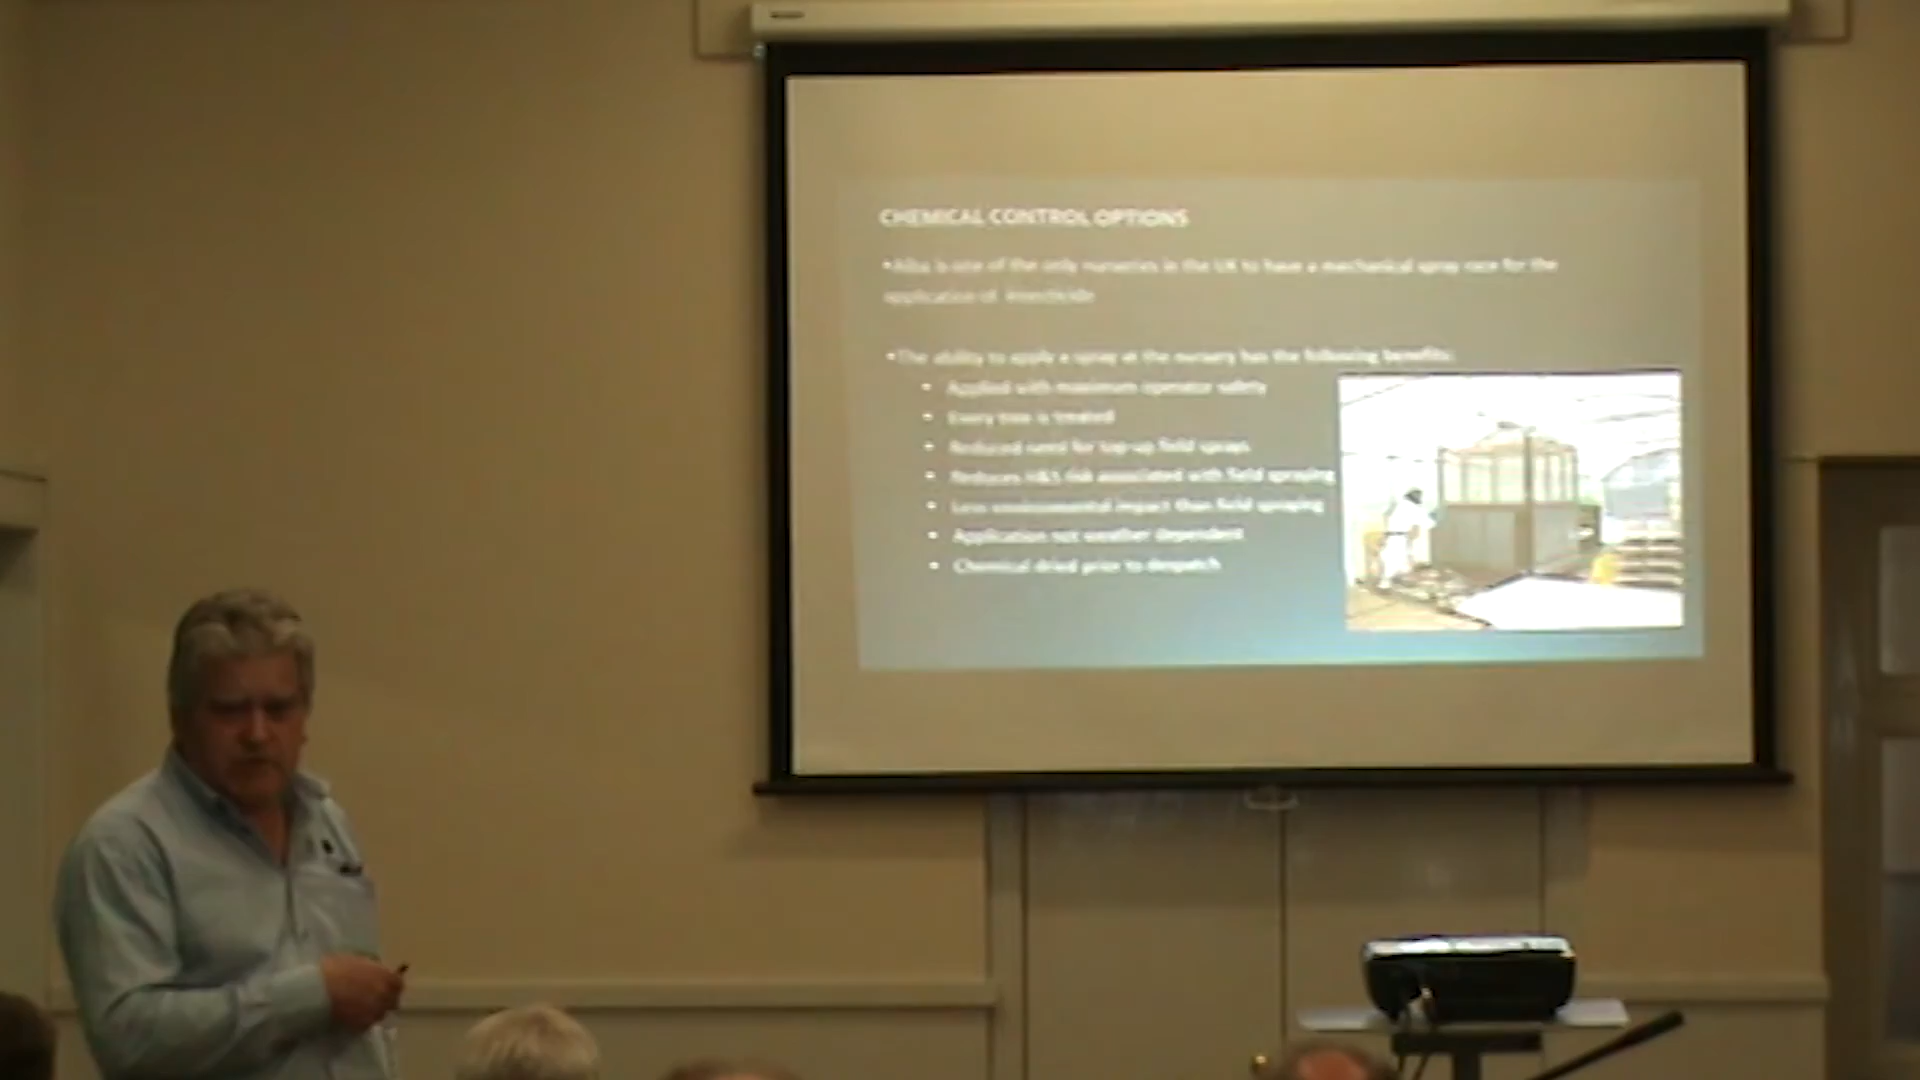 CHEMICAL CONTROL OPTIONS
•Alba is one of the only nurseries in the UK to have a mechanical spray race for the
application of insecticide
•The ability to apply a spray at the nursery has the following benefits:
• Applied with maximum operator safety
• Every tree is treated
• Reduced need for top-up field sprays
• Reduces H&S risk associated with field spraying
• Less environmental impact than field spraying
• Application not weather dependent
• Chemical dried prior to despatch